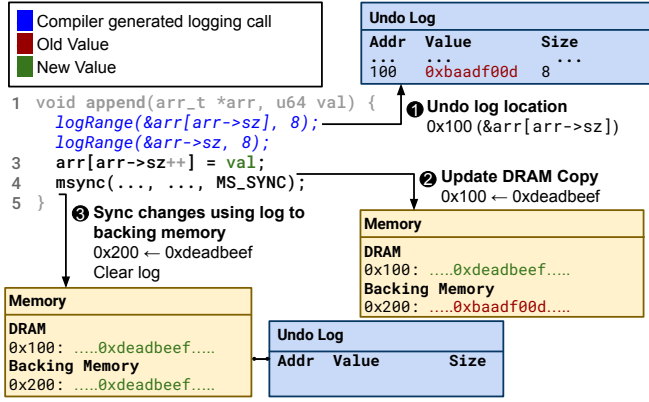 Compiler generated logging call
Old Value
New Value
Undo Log
Addr Value Size
... ... ...
100 0xbaadf00d 8
1 void append(arr_t *arr, u64 val) {
logRange(&arr[arr->sz], 8);
logRange(&arr->sz, 8);
3 arr[arr->sz++] = val;
4 msync(..., ..., MS_SYNC);
5 }
❶ Undo log location
0x100 (&arr[arr->sz])
❷ Update DRAM Copy
0x100 ← 0xdeadbeef
❸ Sync changes using log to
backing memory
0x200 ← 0xdeadbeef
Clear log
Memory
DRAM
0x100: .....0xdeadbeef.....
Backing Memory
0x200: .....0xbaadf00d.....
Memory
DRAM
0x100: .....0xdeadbeef.....
Backing Memory
0x200: .....0xdeadbeef.....
Undo Log
Addr Value Size